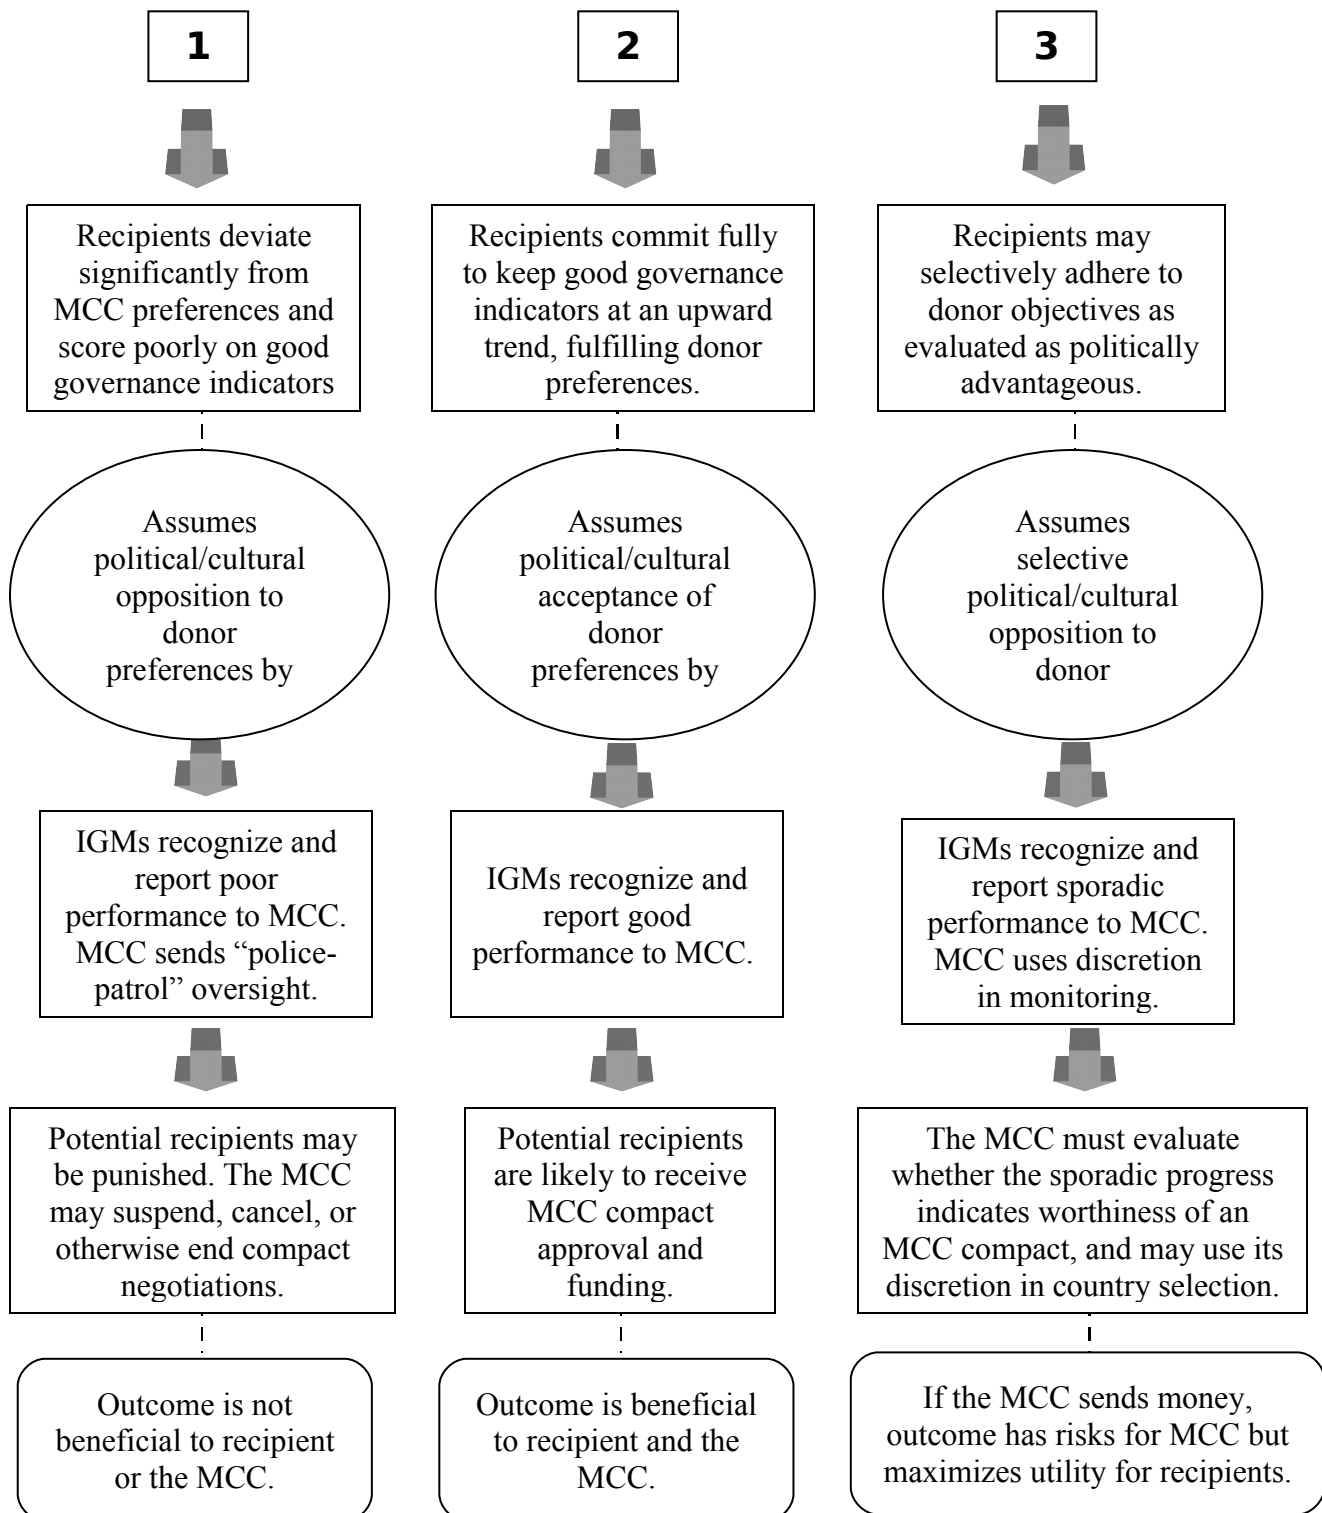 1
Recipients deviate
significantly from
MCC preferences and
score poorly on good
governance indicators
Assumes
political/cultural
opposition to
donor
preferences by
IGMs recognize and
report poor
performance to MCC.
MCC sends “police-
patrol” oversight.
Potential recipients may
be punished. The MCC
may suspend, cancel, or
otherwise end compact
negotiations.
Outcome is not
beneficial to recipient
or the MCC.
2
Recipients commit fully
to keep good governance
indicators at an upward
trend, fulfilling donor
preferences.
Assumes
political/cultural
acceptance of
donor
preferences by
IGMs recognize and
report good
performance to MCC.
Potential recipients
are likely to receive
MCC compact
approval and
funding.
Outcome is beneficial
to recipient and the
MCC.
3
Recipients may
selectively adhere to
donor objectives as
evaluated as politically
advantageous.
Assumes
selective
political/cultural
opposition to
donor
IGMs recognize and
report sporadic
performance to MCC.
MCC uses discretion
in monitoring.
The MCC must evaluate
whether the sporadic progress
indicates worthiness of an
MCC compact, and may use its
discretion in country selection.
If the MCC sends money,
outcome has risks for MCC but
maximizes utility for recipients.